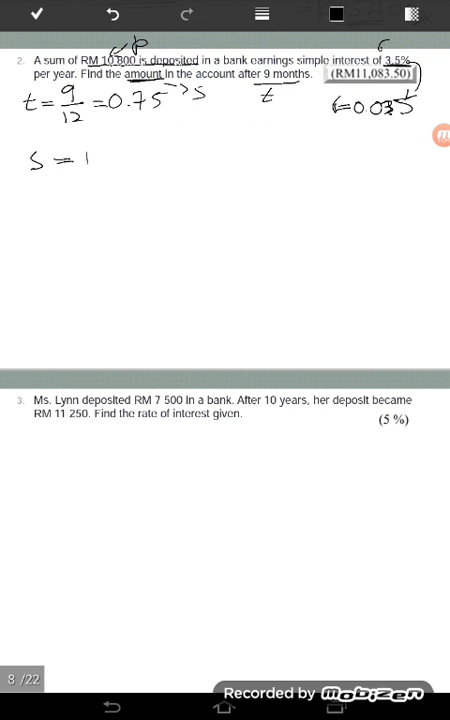 p
r
2. A sum of RM 10 800 is deposited in a bank earnings simple interest of 3.5%
per year. Find the amount in the account after 9 months. (RM11,083.50)
t = 9/12 = 0.75 → S
t
r = 0.035
S =
3. Ms. Lynn deposited RM 7 500 in a bank. After 10 years, her deposit became
RM 11 250. Find the rate of interest given. (5 %)
8 /22
Recorded by Mobizen